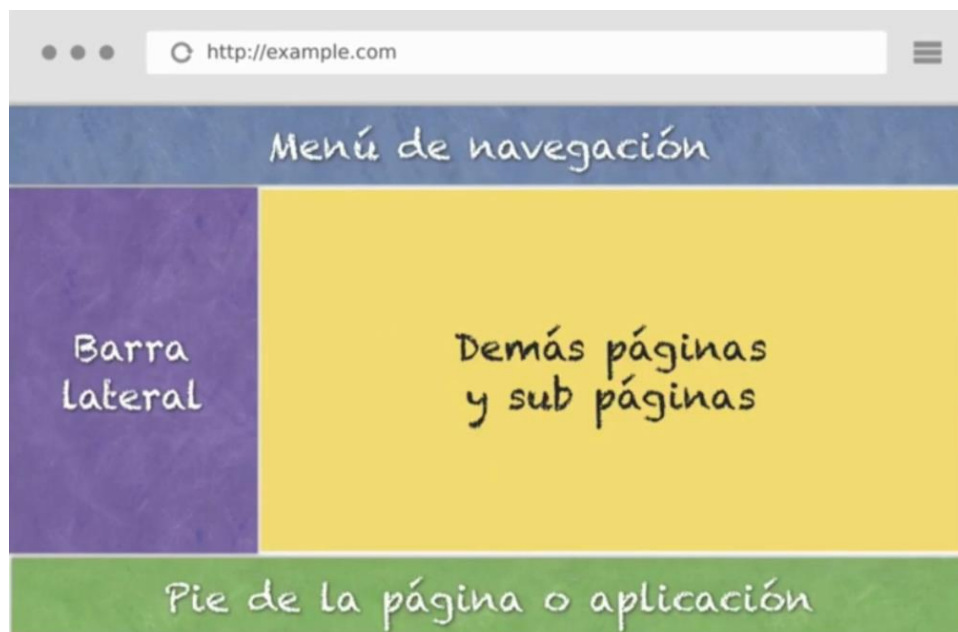 http://example.com
Menú de navegación
Barra
lateral
Demás páginas
y sub páginas
Pie de la página o aplicación